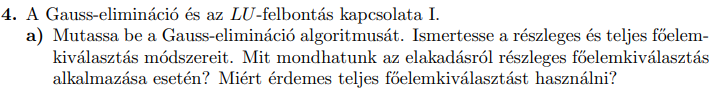 4. A Gauss-elimináció és az LU-felbontás kapcsolata I.
a) Mutassa be a Gauss-elimináció algoritmusát. Ismertesse a részleges és teljes főelem-
kiválasztás módszereit. Mit mondhatunk az elakadásról részleges főelemkiválasztás
alkalmazása esetén? Miért érdemes teljes főelemkiválasztást használni?